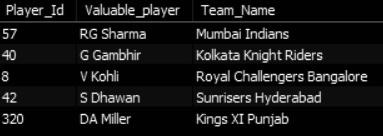 Player_Id Valuable_player Team_Name
57 RG Sharma Mumbai Indians
40 G Gambhir Kolkata Knight Riders
8 V Kohli Royal Challengers Bangalore
42 S Dhawan Sunrisers Hyderabad
320 DA Miller Kings XI Punjab